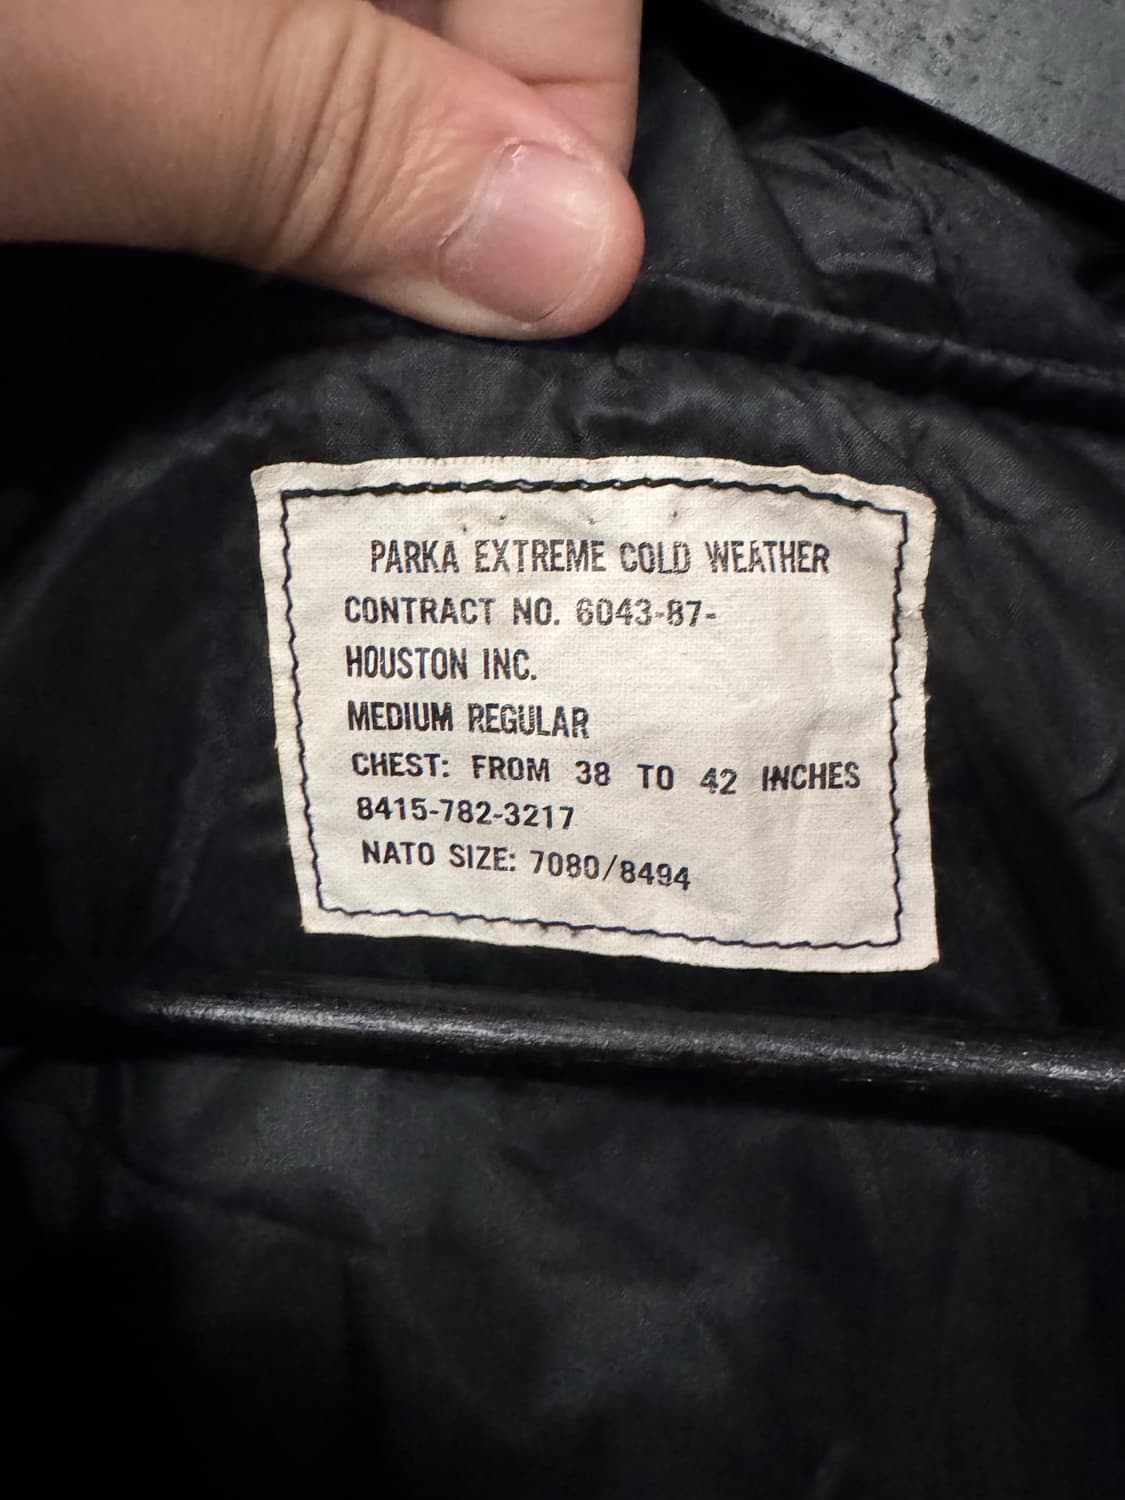 PARKA EXTREME COLD WEATHER
CONTRACT NO. 6043-87-
HOUSTON INC.
MEDIUM REGULAR
CHEST: FROM 38 TO 42 INCHES
8415-782-3217
NATO SIZE: 7080/8494